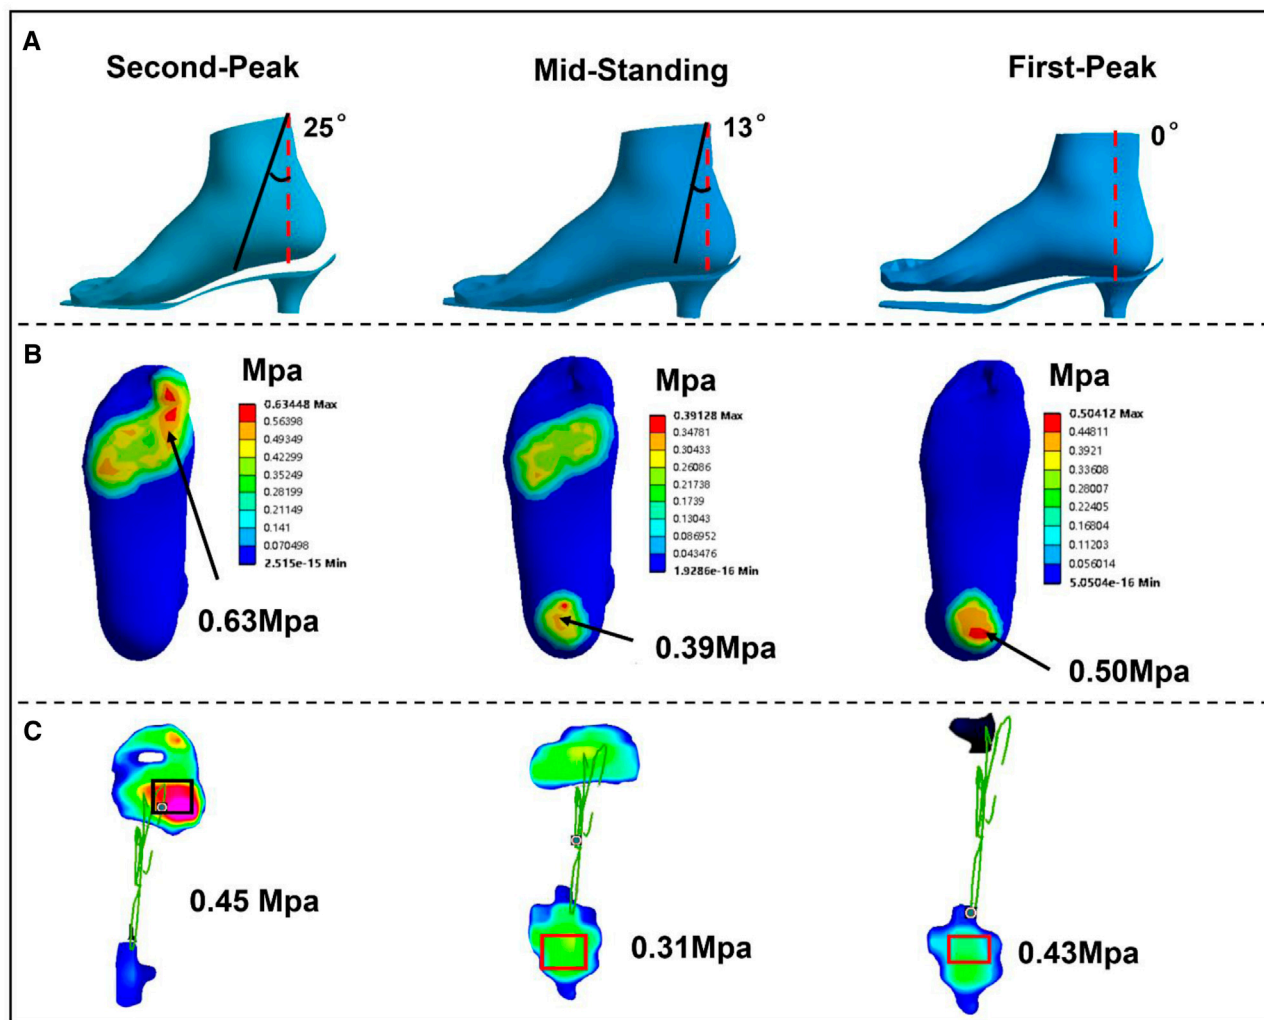 A
Second-Peak
Mid-Standing
First-Peak
25°
13°
0°
B
Mpa
0.63448 Max
0.56398
0.49349
0.42299
0.35249
0.28199
0.21149
0.141
0.070498
2.515e-15 Min
0.63Mpa
Mpa
0.39128 Max
0.34781
0.30433
0.26086
0.21738
0.1739
0.13043
0.086952
0.043476
1.9286e-16 Min
0.39Mpa
Mpa
0.50412 Max
0.44811
0.3921
0.33608
0.28007
0.22405
0.16804
0.11203
0.056014
5.0504e-16 Min
0.50Mpa
C
0.45 Mpa
0.31Mpa
0.43Mpa